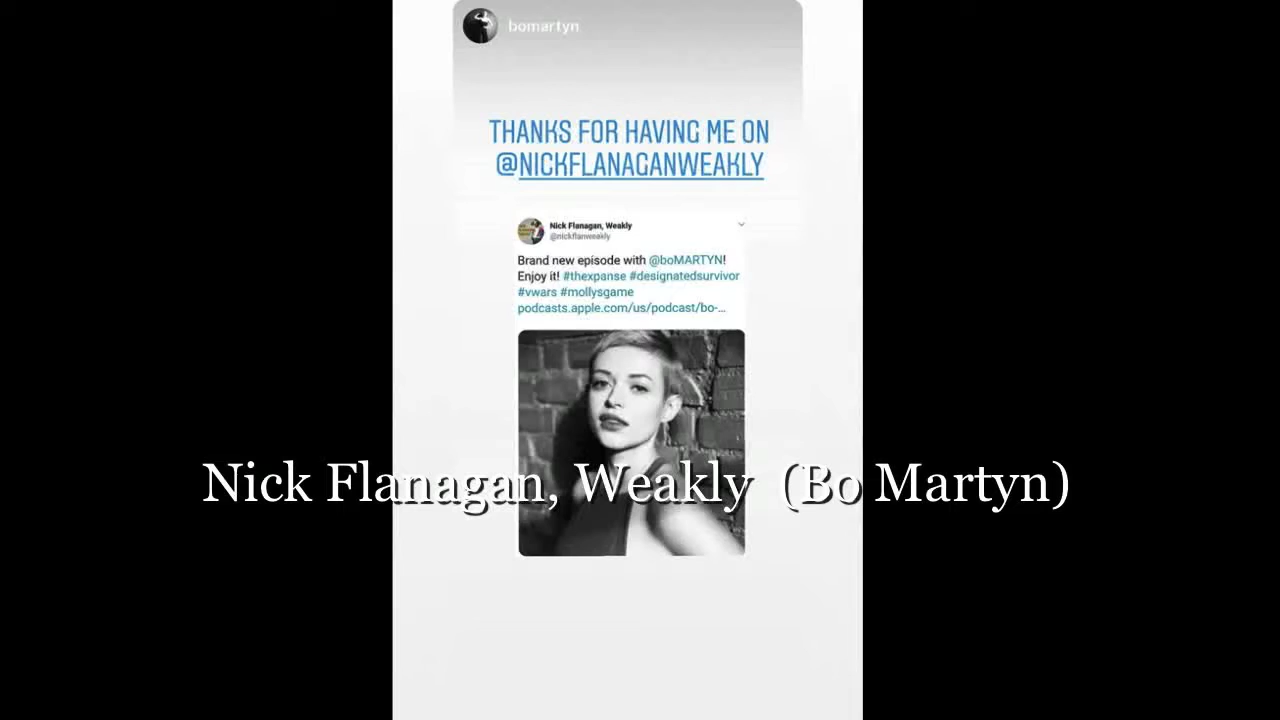 bomartyn
THANKS FOR HAVING ME ON
@NICKFLANAGANWEAKLY
Nick Flanagan, Weakly
@nickflanweakly
Brand new episode with @boMARTYN!
Enjoy it! #thexpanse #designatedsurvivor
#vwars #mollysgame
podcasts.apple.com/us/podcast/bo-...
Nick Flanagan, Weakly (Bo Martyn)